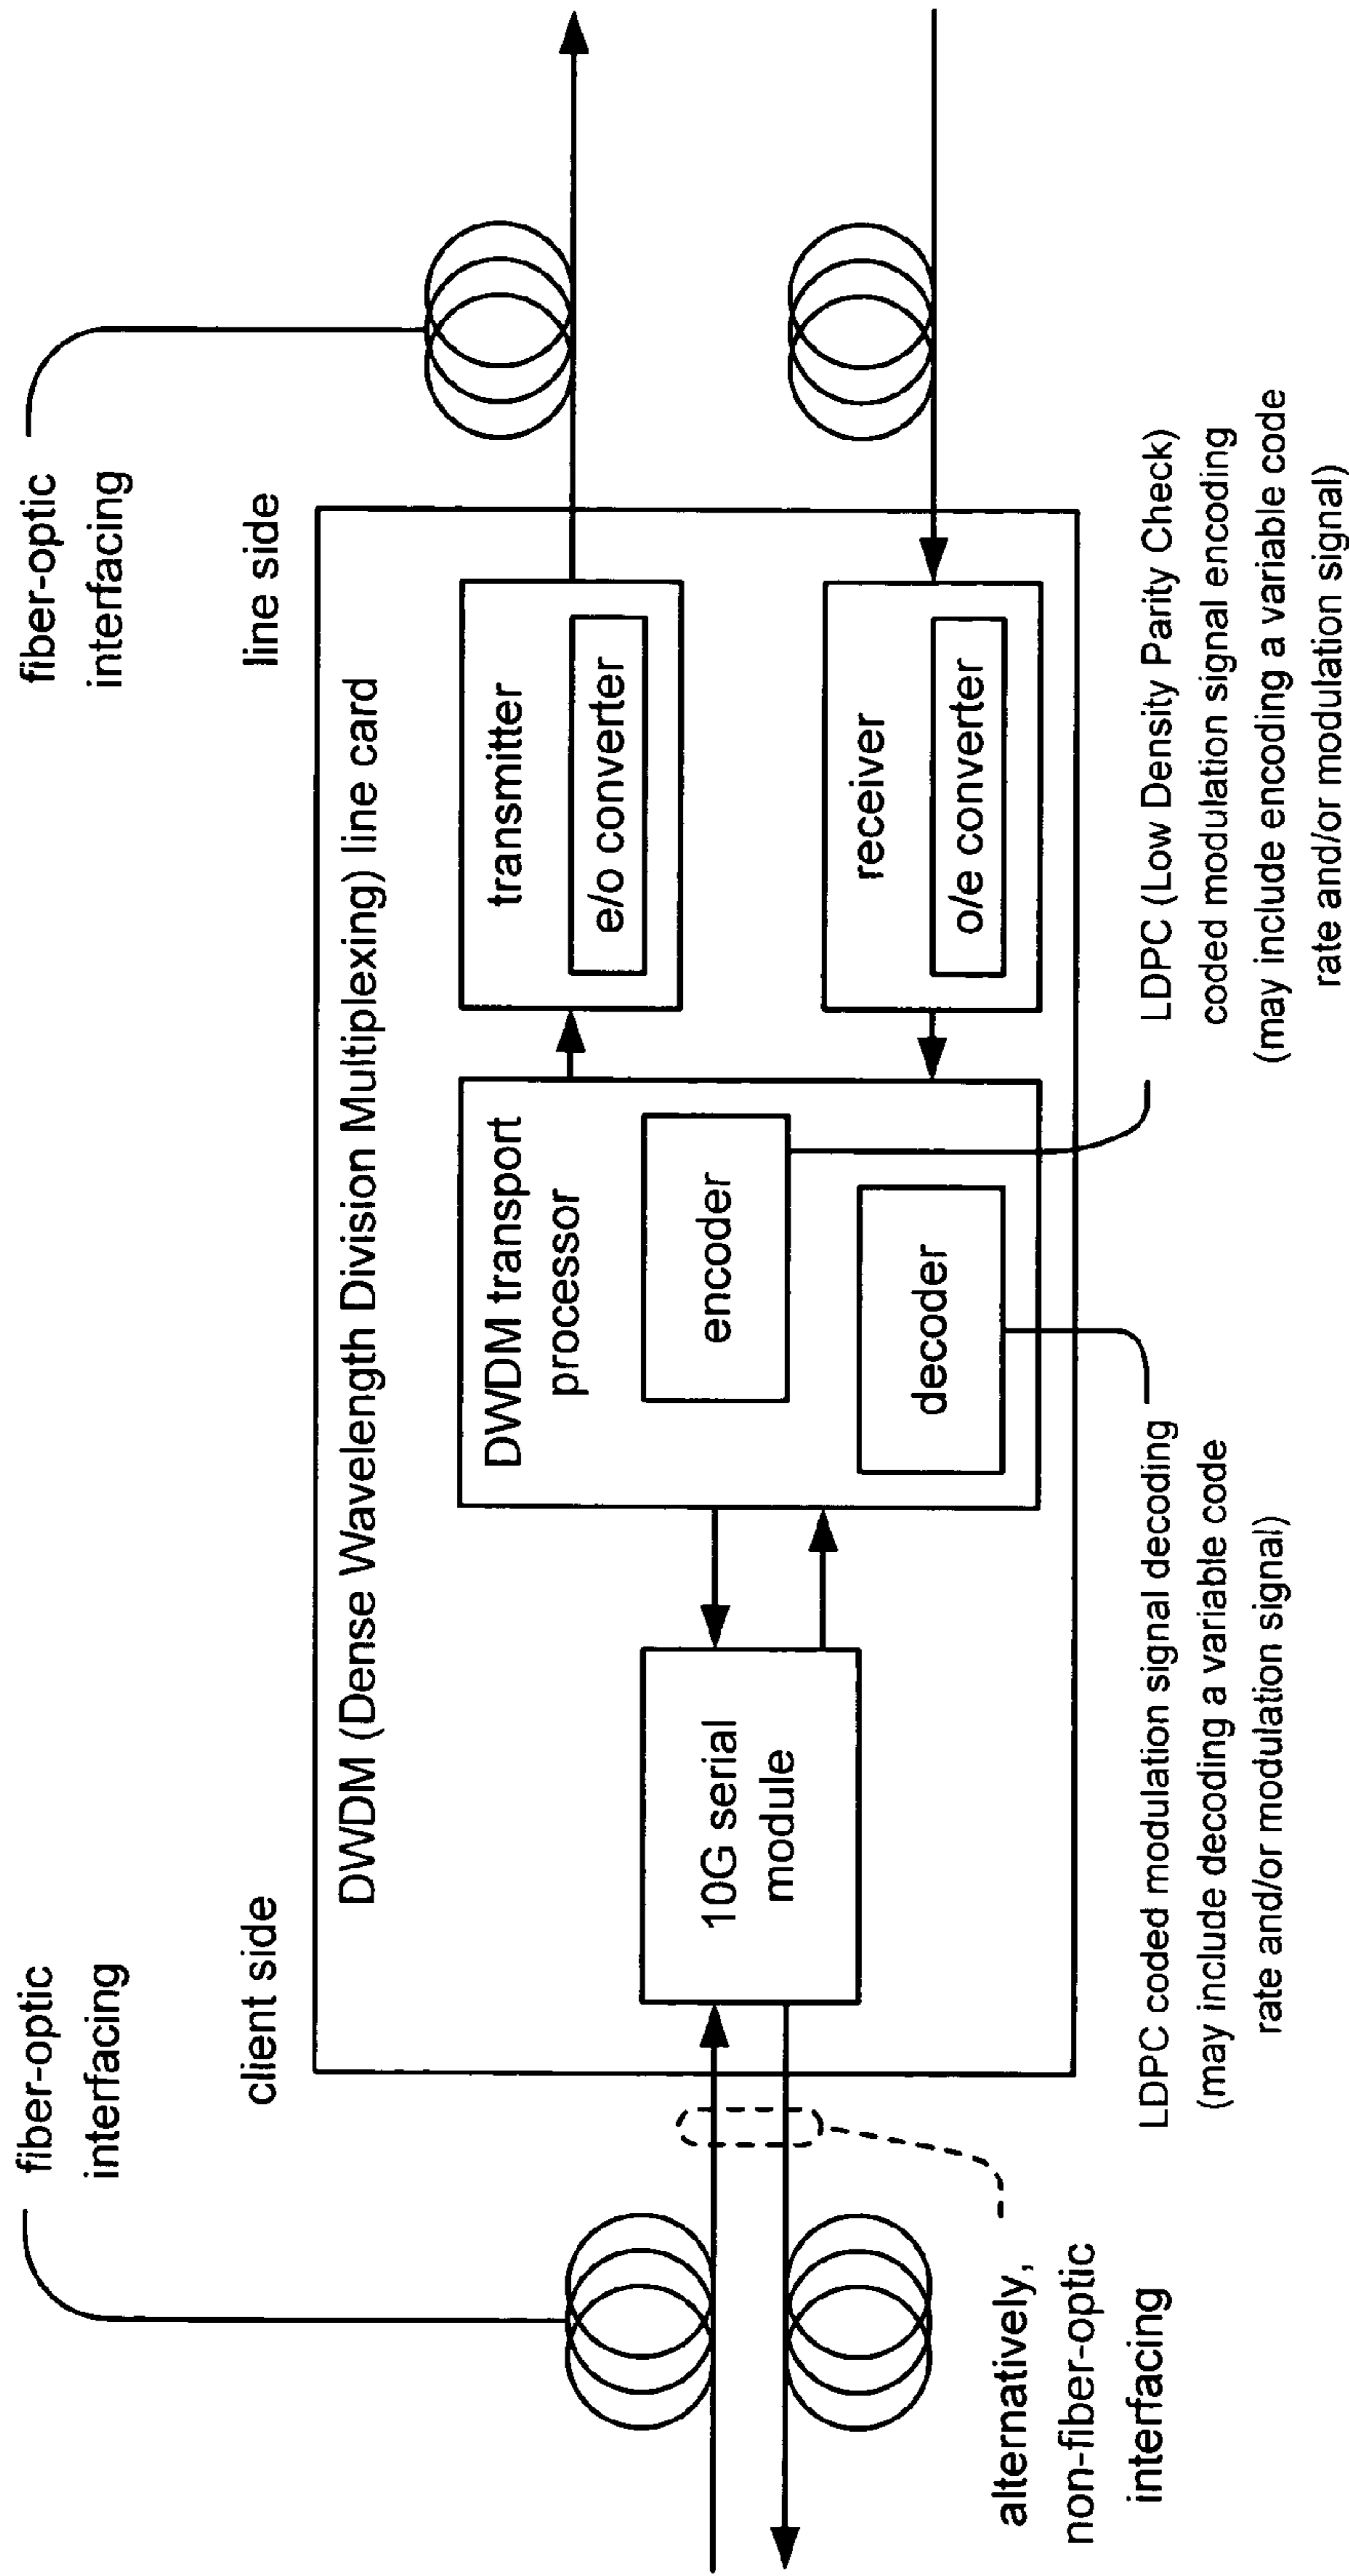 fiber-optic
interfacing
fiber-optic
interfacing
client side
line side
DWDM (Dense Wavelength Division Multiplexing) line card
10G serial
module
DWDM transport
processor
encoder
decoder
transmitter
e/o converter
receiver
o/e converter
alternatively,
non-fiber-optic
interfacing
LDPC coded modulation signal decoding
(may include decoding a variable code
rate and/or modulation signal)
LDPC (Low Density Parity Check)
coded modulation signal encoding
(may include encoding a variable code
rate and/or modulation signal)